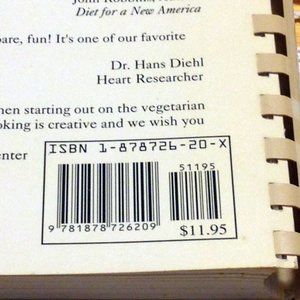 Diet for a New America
pare, fun! It's one of our favorite
Dr. Hans Diehl
Heart Researcher
hen starting out on the vegetarian
oking is creative and we wish you
enter
ISBN 1-878726-20-X
51195
9 781878 726209
$11.95